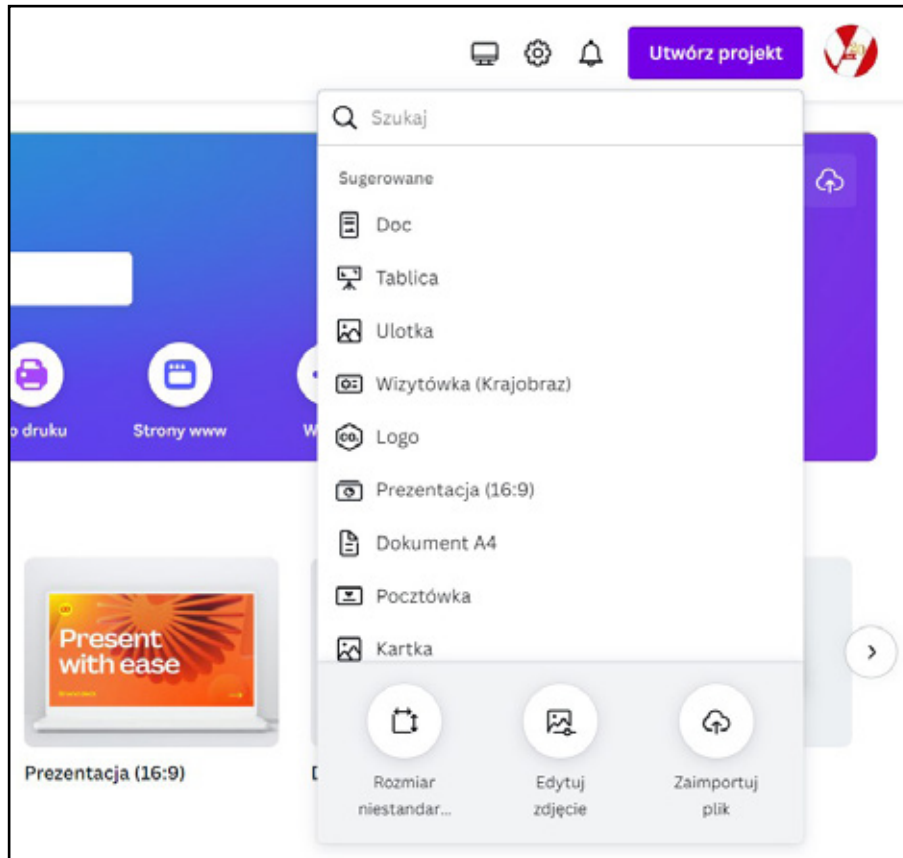 Utwórz projekt
Szukaj
Sugerowane
Doc
Tablica
Ulotka
Wizytówka (Krajobraz)
CO.
Logo
Prezentacja (16:9)
Dokument A4
Pocztówka
Kartka
o druku
Strony www
W
Present
with ease
Prezentacja (16:9)
D
Rozmiar
niestandar...
Edytuj
zdjęcie
Zaimportuj
plik